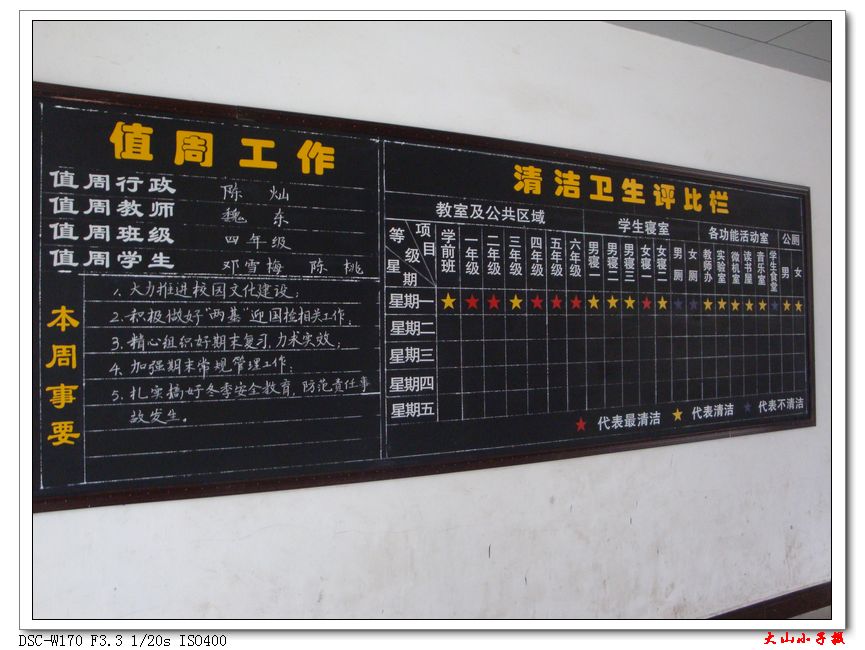 值周工作
值周行政 陈 灿
值周教师 魏 东
值周班级 四年级
值周学生 邓雪梅 陈 桃
本周事要
1、大力推进校园文化建设；
2、积极做好"两基"迎国检相关工作；
3、精心组织好期末复习，力求实效；
4、加强期末常规管理工作；
5、扎实搞好冬季安全教育，防范责任事
故发生。
清洁卫生评比栏
教室及公共区域 学生寝室 各功能活动室 公厕
等级 项目 星期
学前班 一年级 二年级 三年级 四年级 五年级 六年级 男寝一 男寝二 男寝三 女寝一 女寝二 男厕 女厕 教师办 实验室 微机室 读书屋 音乐室 学生食堂 男 女
星期一 ★ ★ ★ ★ ★ ★ ★ ★ ★ ★ ★ ★ ★ ★ ★ ★ ★ ★ ★ ★ ★ ★
星期二
星期三
星期四
星期五
★ 代表最清洁 ★ 代表清洁 ★ 代表不清洁
DSC-W170 F3.3 1/20s ISO400
大山小子摄